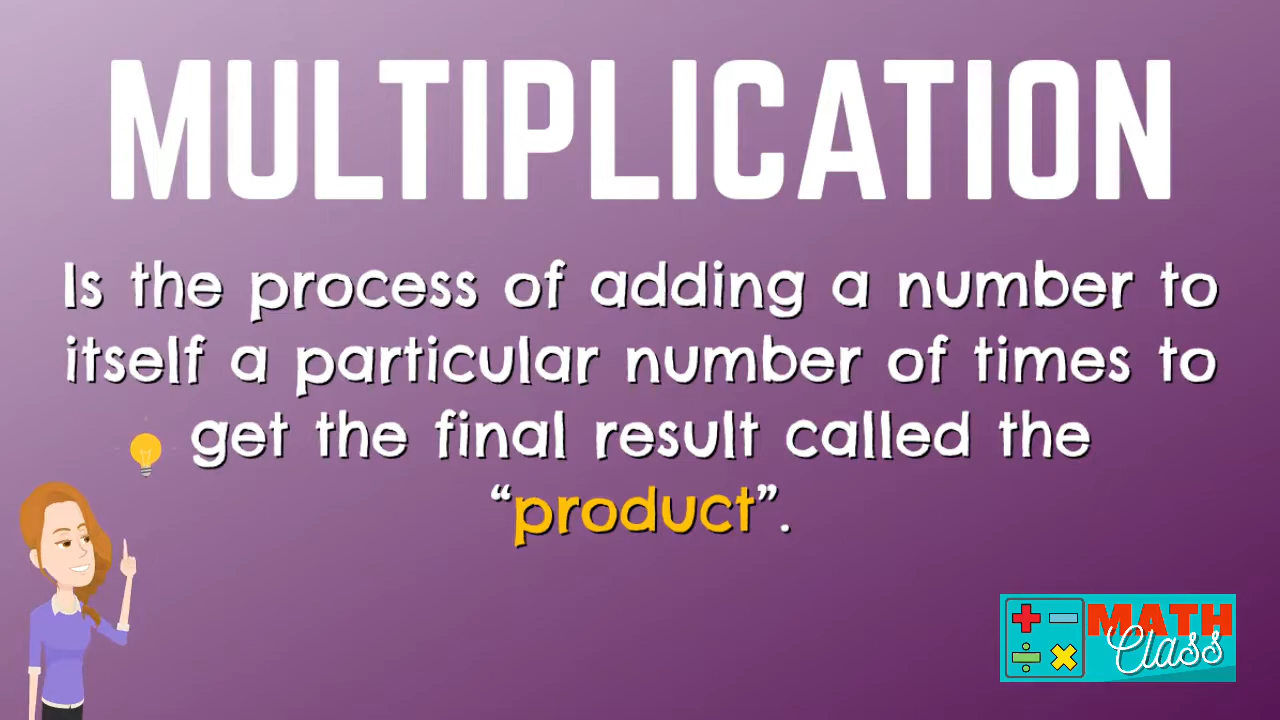 MULTIPLICATION
Is the process of adding a number to
itself a particular number of times to
get the final result called the
“product”.
MATH
Class